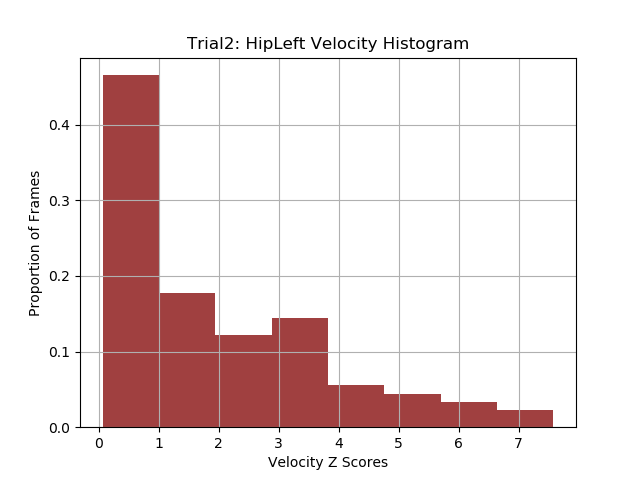 Trial2: HipLeft Velocity Histogram
Proportion of Frames
0.4
0.3
0.2
0.1
0.0
0 1 2 3 4 5 6 7
Velocity Z Scores